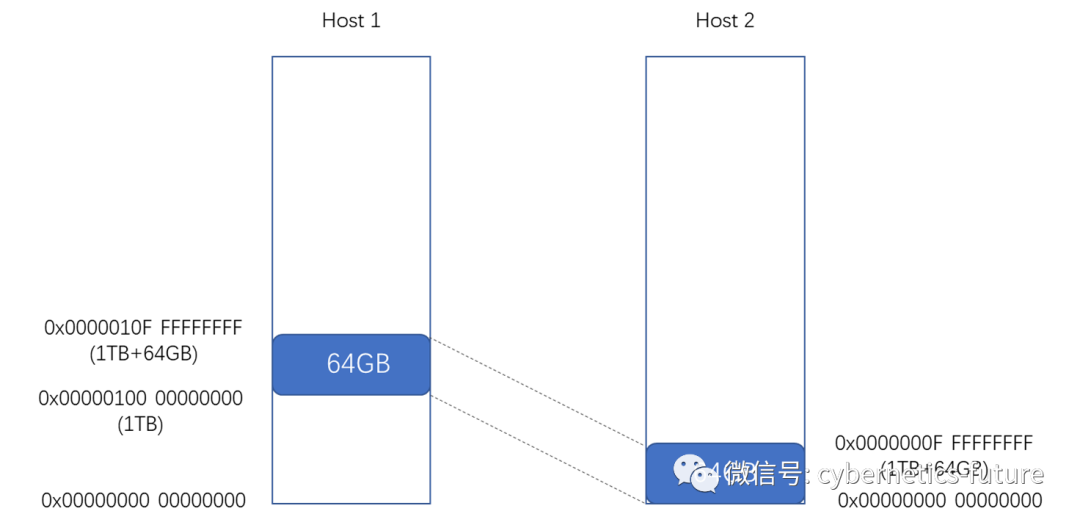 Host 1
Host 2
0x0000010F FFFFFFFF
(1TB+64GB)
64GB
0x00000100 00000000
(1TB)
0x00000000 00000000
0x0000000F FFFFFFFF
(1TB+64GB)
微信号: cybernetics-future
0x00000000 00000000